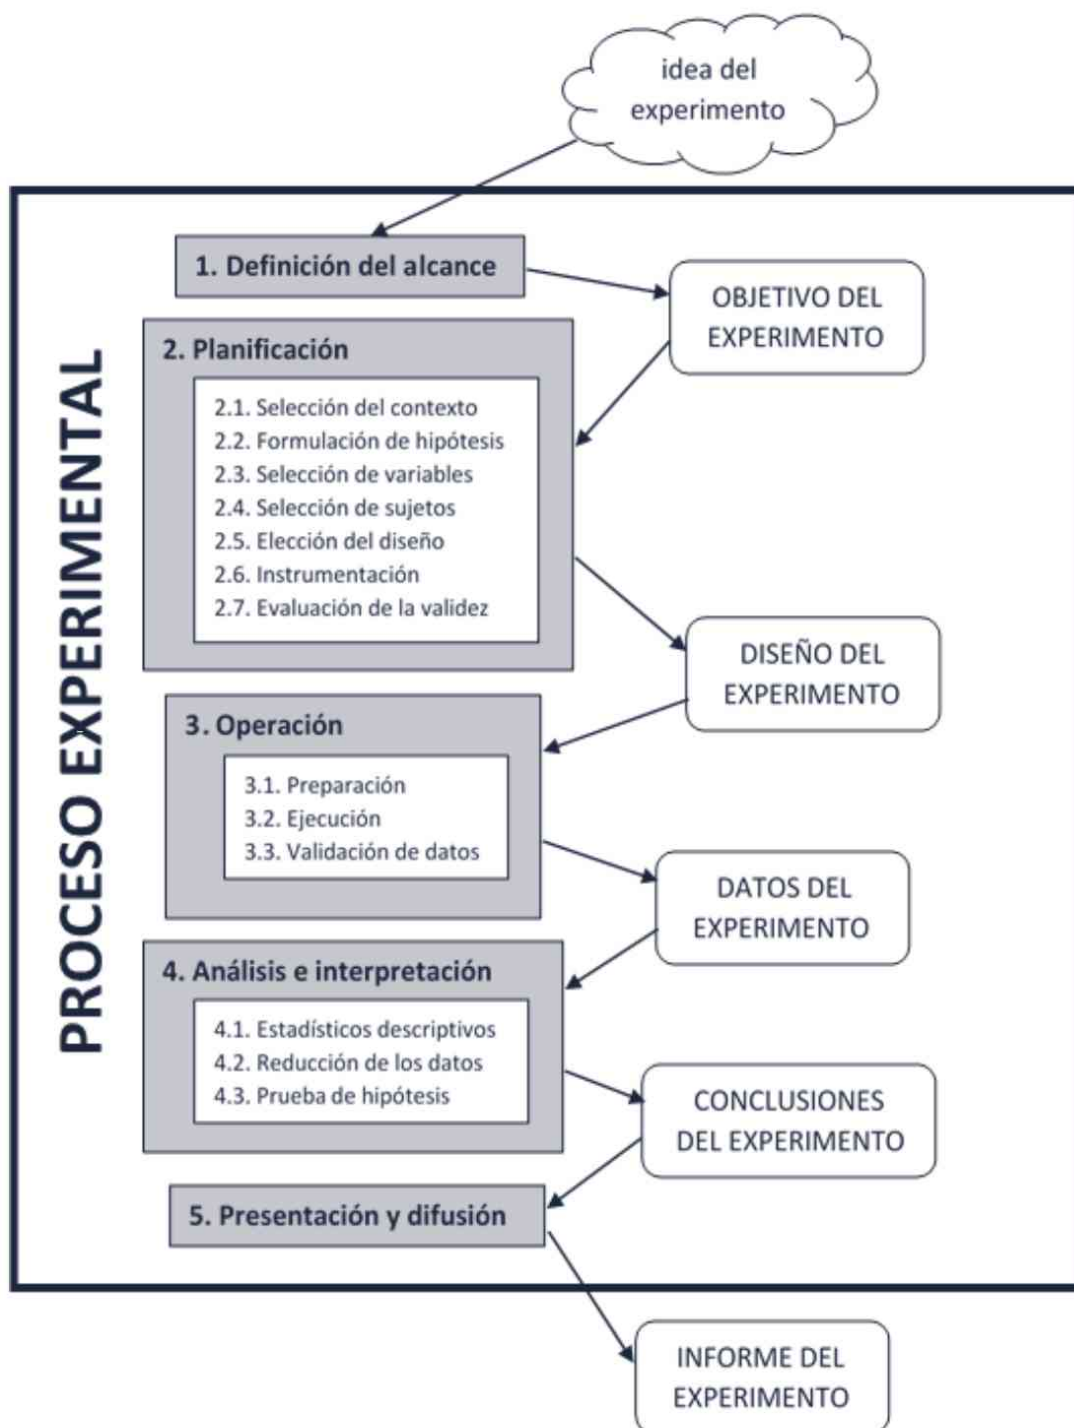 idea del
experimento
PROCESO EXPERIMENTAL
1. Definición del alcance
OBJETIVO DEL
EXPERIMENTO
2. Planificación
2.1. Selección del contexto
2.2. Formulación de hipótesis
2.3. Selección de variables
2.4. Selección de sujetos
2.5. Elección del diseño
2.6. Instrumentación
2.7. Evaluación de la validez
DISEÑO DEL
EXPERIMENTO
3. Operación
3.1. Preparación
3.2. Ejecución
3.3. Validación de datos
DATOS DEL
EXPERIMENTO
4. Análisis e interpretación
4.1. Estadísticos descriptivos
4.2. Reducción de los datos
4.3. Prueba de hipótesis
CONCLUSIONES
DEL EXPERIMENTO
5. Presentación y difusión
INFORME DEL
EXPERIMENTO